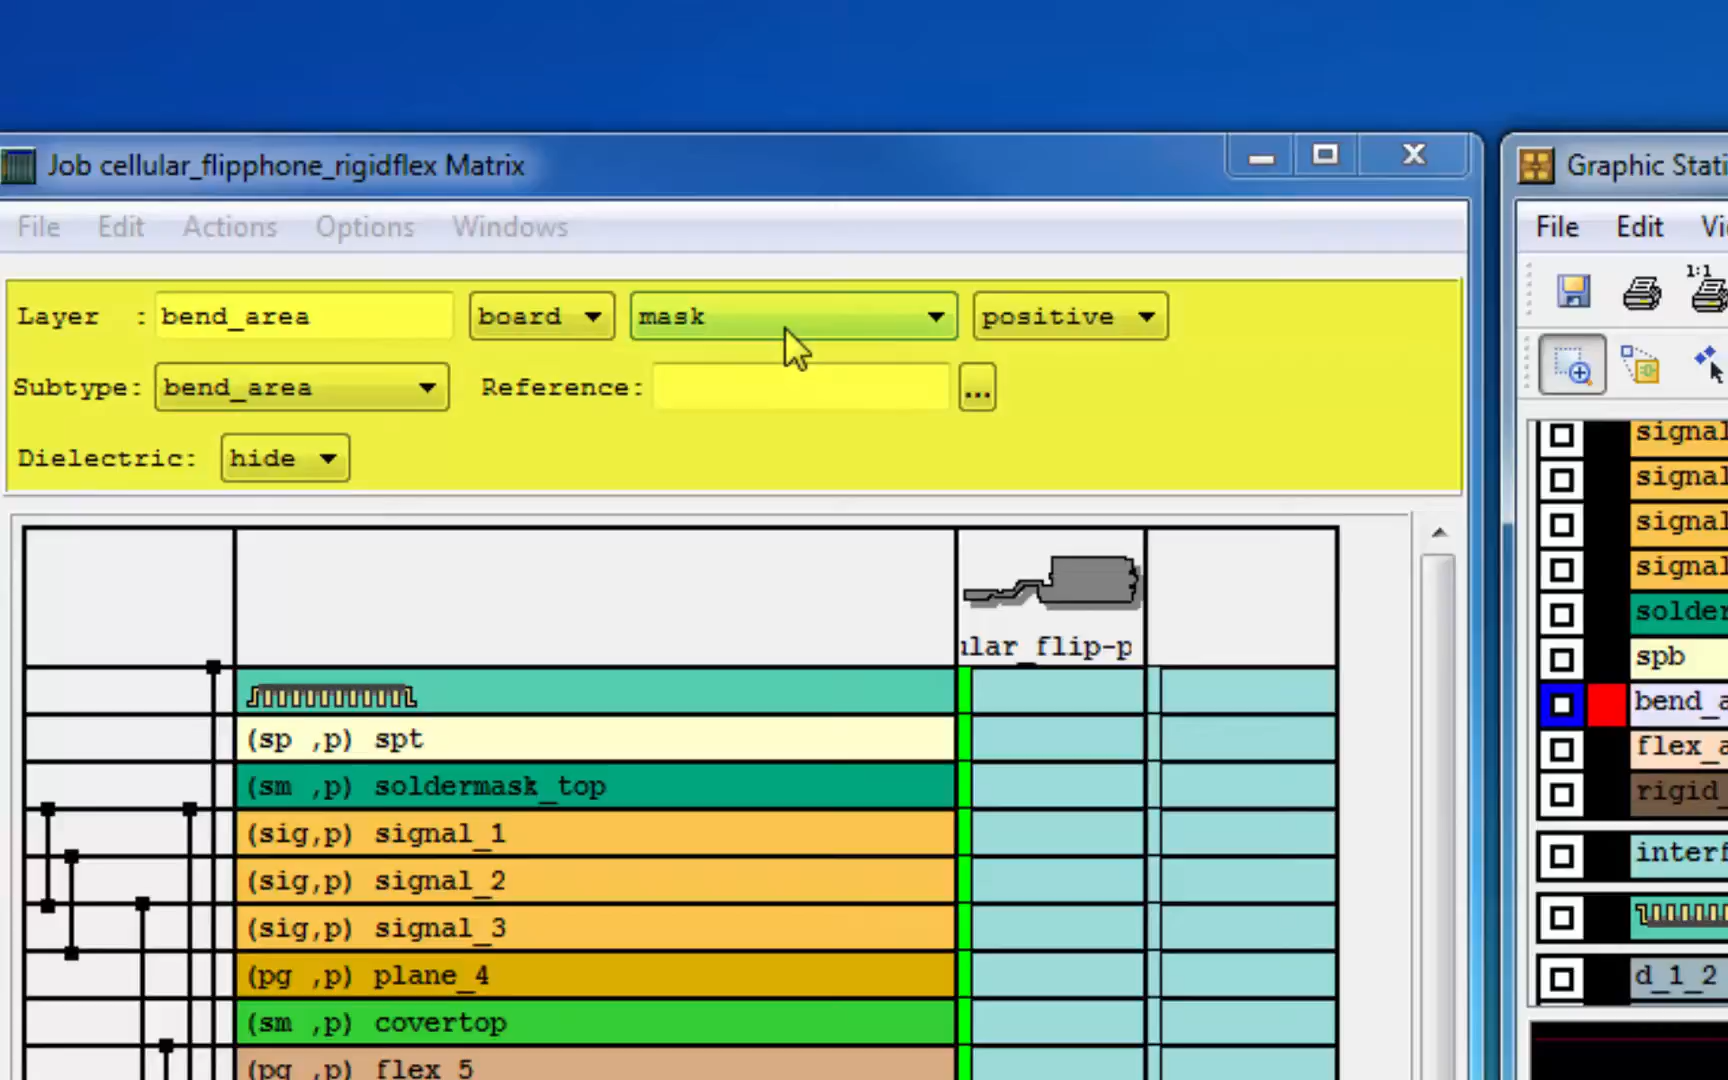 Job cellular_flipphone_rigidflex Matrix
File Edit Actions Options Windows
Layer : bend_area board mask positive
Subtype: bend_area Reference: ...
Dielectric: hide
ular_flip-p
(sp ,p) spt
(sm ,p) soldermask_top
(sig,p) signal_1
(sig,p) signal_2
(sig,p) signal_3
(pg ,p) plane_4
(sm ,p) covertop
(pg ,p) flex_5
Graphic Stati
File Edit Vi
1:1
signal
signal
signal
signal
solder
spb
bend_a
flex_a
rigid_
interf
d_1_2